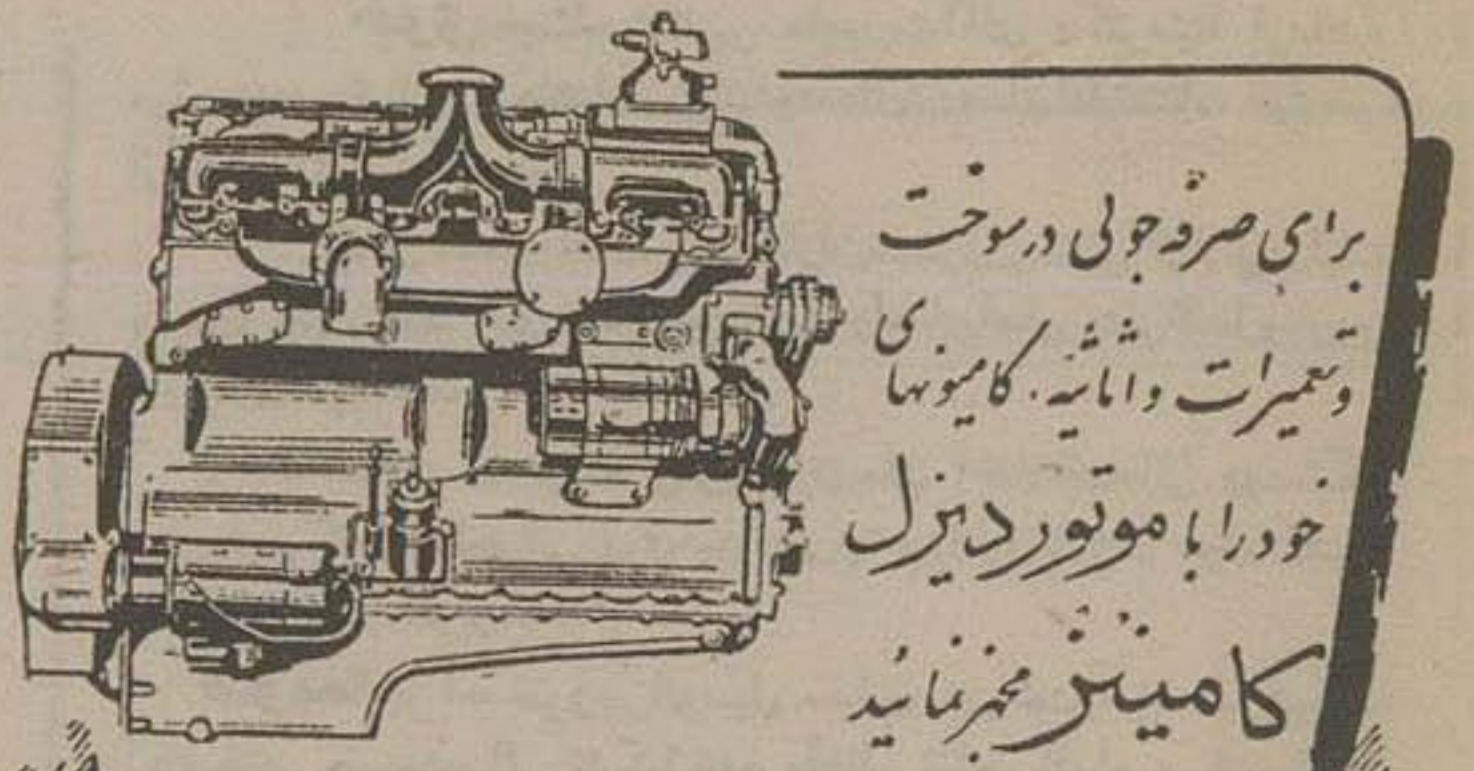 برای صرفه جوئی در سوخت
و تعمیرات و اثاثیه. کامیونهای
خود را با موتور دیزل
کامینز مجهز نمائید